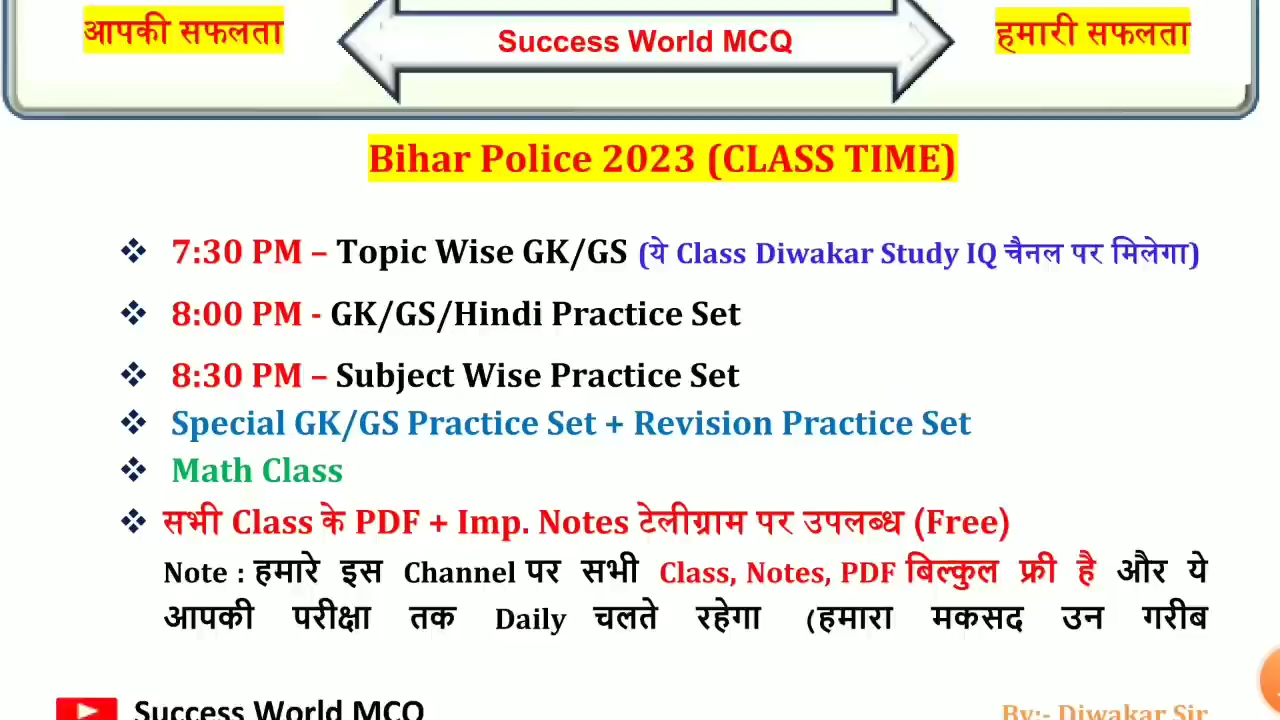 आपकी सफलता
Success World MCQ
हमारी सफलता
Bihar Police 2023 (CLASS TIME)
❖ 7:30 PM – Topic Wise GK/GS (ये Class Diwakar Study IQ चैनल पर मिलेगा)
❖ 8:00 PM - GK/GS/Hindi Practice Set
❖ 8:30 PM – Subject Wise Practice Set
❖ Special GK/GS Practice Set + Revision Practice Set
❖ Math Class
❖ सभी Class के PDF + Imp. Notes टेलीग्राम पर उपलब्ध (Free)
Note : हमारे इस Channel पर सभी Class, Notes, PDF बिल्कुल फ्री है और ये
आपकी परीक्षा तक Daily चलते रहेगा (हमारा मकसद उन गरीब
Success World MCQ
By:- Diwakar Sir